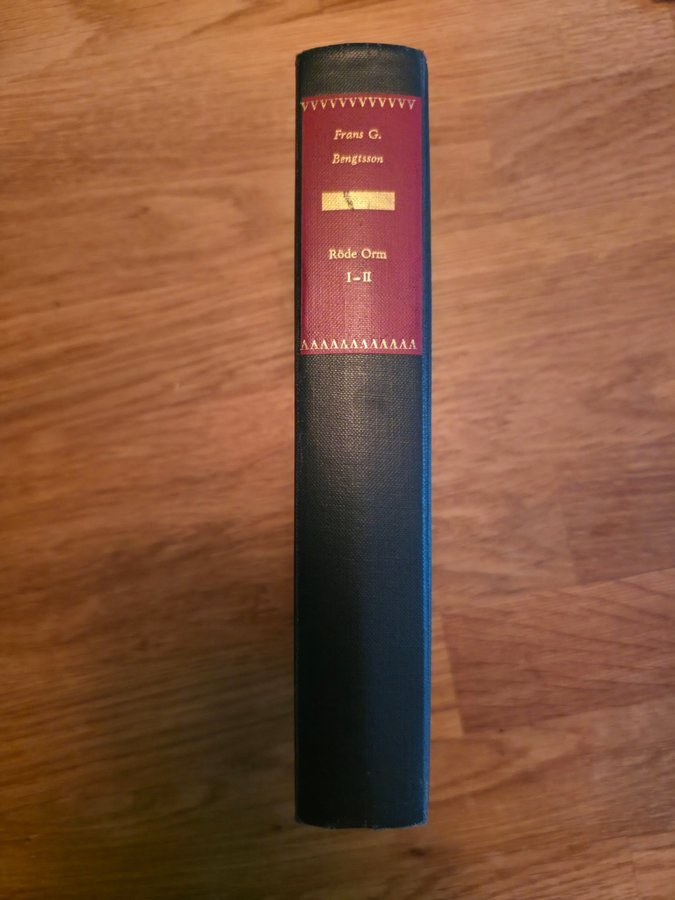 Frans G.
Bengtsson
Röde Orm
I-II